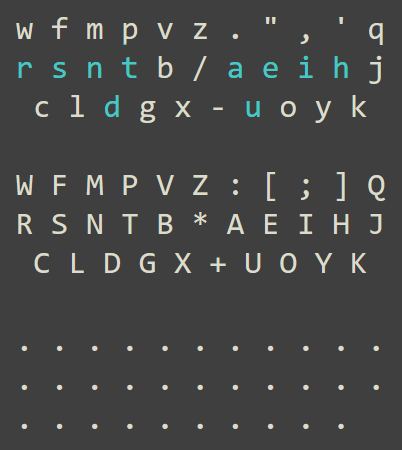 w f m p v z . " , ' q
r s n t b / a e i h j
c l d g x - u o y k
W F M P V Z : [ ; ] Q
R S N T B * A E I H J
C L D G X + U O Y K
. . . . . . . . . . .
. . . . . . . . . . .
. . . . . . . . . .